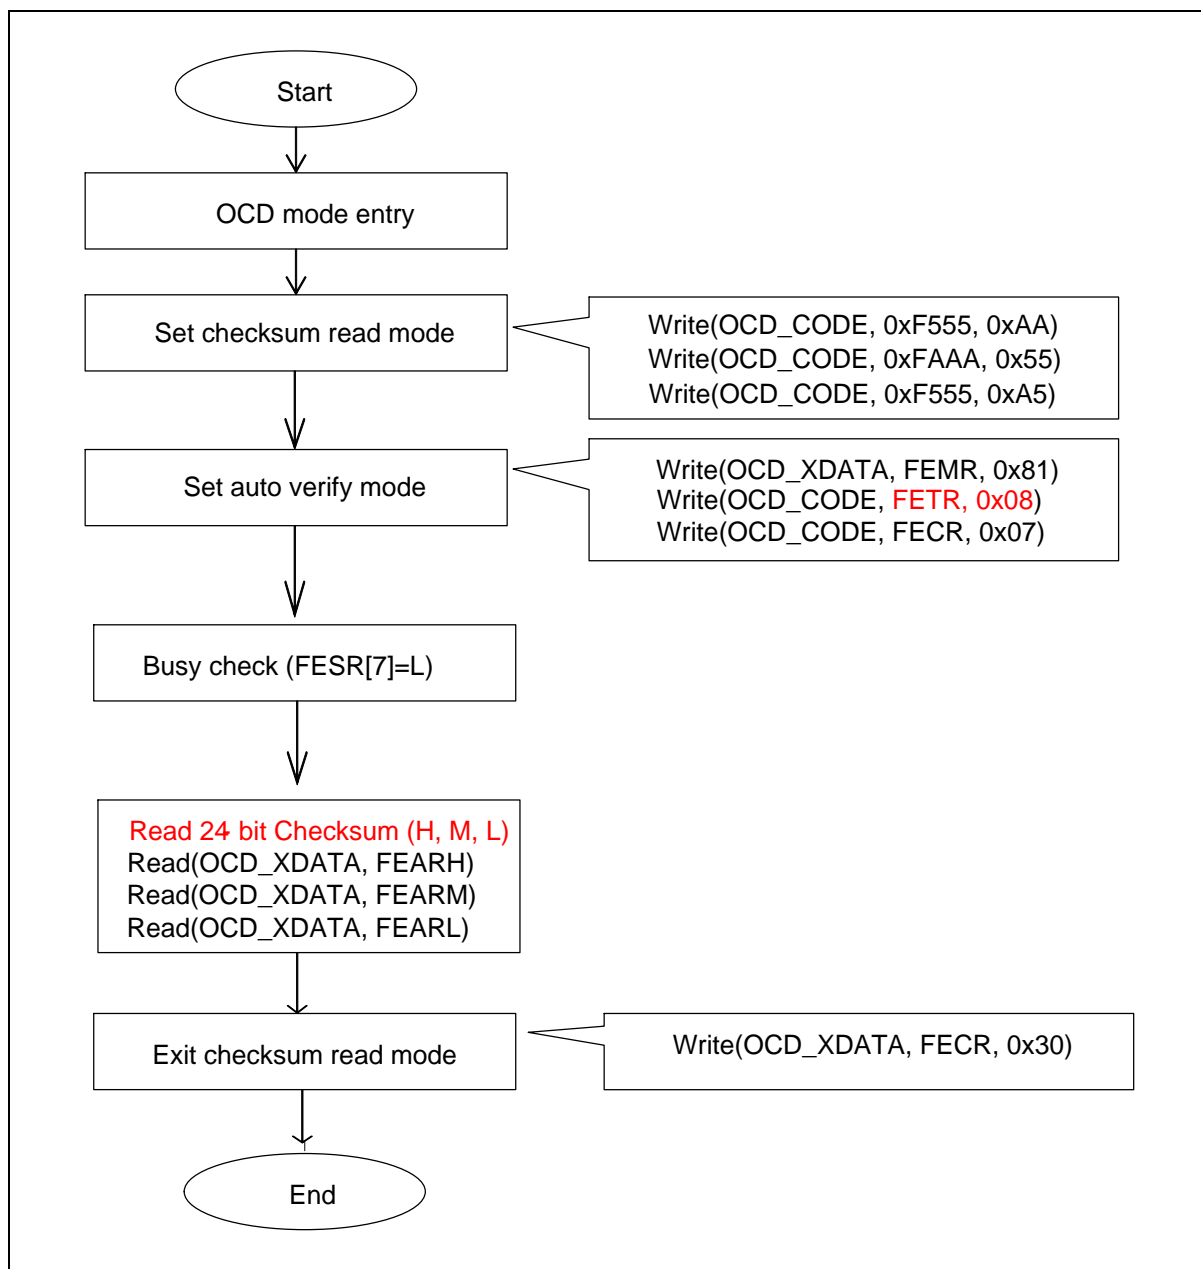 Start
OCD mode entry
Set checksum read mode
Write(OCD_CODE, 0xF555, 0xAA)
Write(OCD_CODE, 0xFAAA, 0x55)
Write(OCD_CODE, 0xF555, 0xA5)
Set auto verify mode
Write(OCD_XDATA, FEMR, 0x81)
Write(OCD_CODE, FETR, 0x08)
Write(OCD_CODE, FECR, 0x07)
Busy check (FESR[7]=L)
Read 24- bit Checksum (H, M, L)
Read(OCD_XDATA, FEARH)
Read(OCD_XDATA, FEARM)
Read(OCD_XDATA, FEARL)
Exit checksum read mode
Write(OCD_XDATA, FECR, 0x30)
End